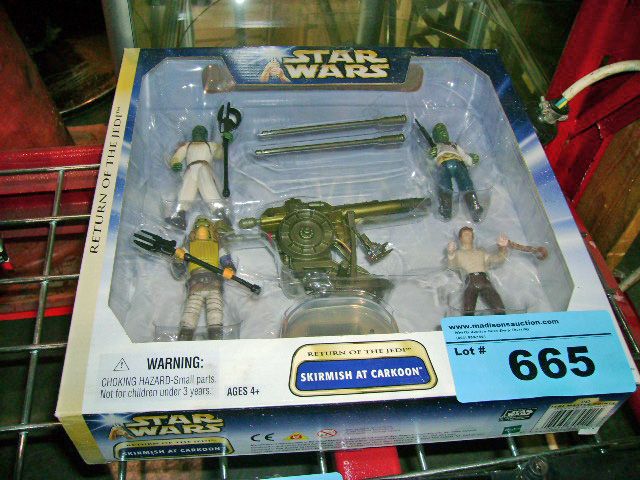 STAR
WARS
RETURN OF THE JEDI
WARNING:
CHOKING HAZARD-Small parts.
Not for children under 3 years.
AGES 4+
RETURN OF THE JEDI
SKIRMISH AT CARKOON
www.madisonsauction.com
Lot # 665
STAR
WARS
RETURN OF THE JEDI
SKIRMISH AT CARKOON
CE